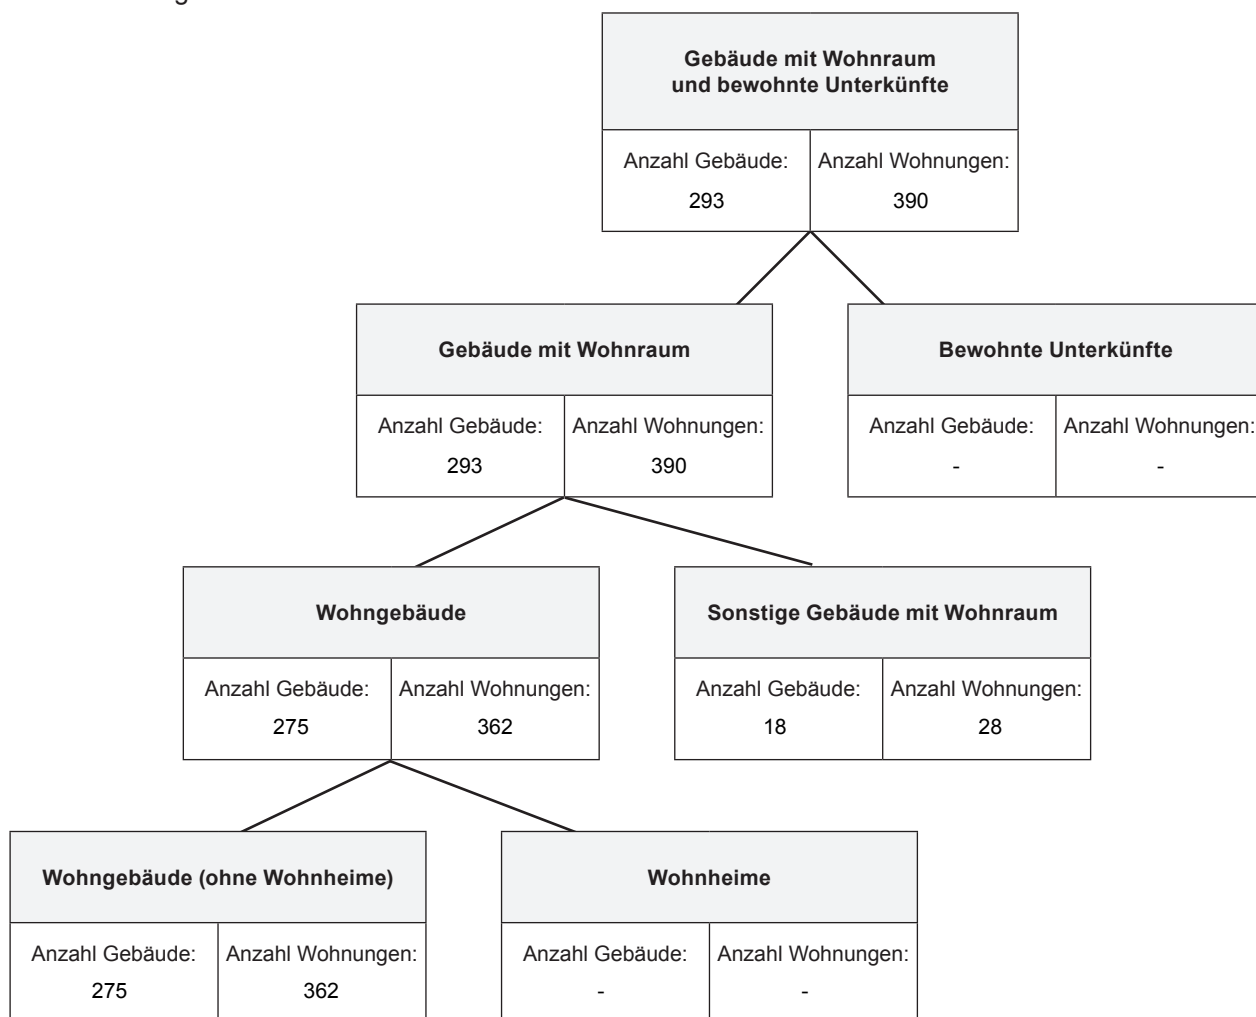 Gebäude mit Wohnraum
und bewohnte Unterkünfte
Anzahl Gebäude: Anzahl Wohnungen:
293 390
Gebäude mit Wohnraum
Anzahl Gebäude: Anzahl Wohnungen:
293 390
Bewohnte Unterkünfte
Anzahl Gebäude: Anzahl Wohnungen:
- -
Wohngebäude
Anzahl Gebäude: Anzahl Wohnungen:
275 362
Sonstige Gebäude mit Wohnraum
Anzahl Gebäude: Anzahl Wohnungen:
18 28
Wohngebäude (ohne Wohnheime)
Anzahl Gebäude: Anzahl Wohnungen:
275 362
Wohnheime
Anzahl Gebäude: Anzahl Wohnungen:
- -